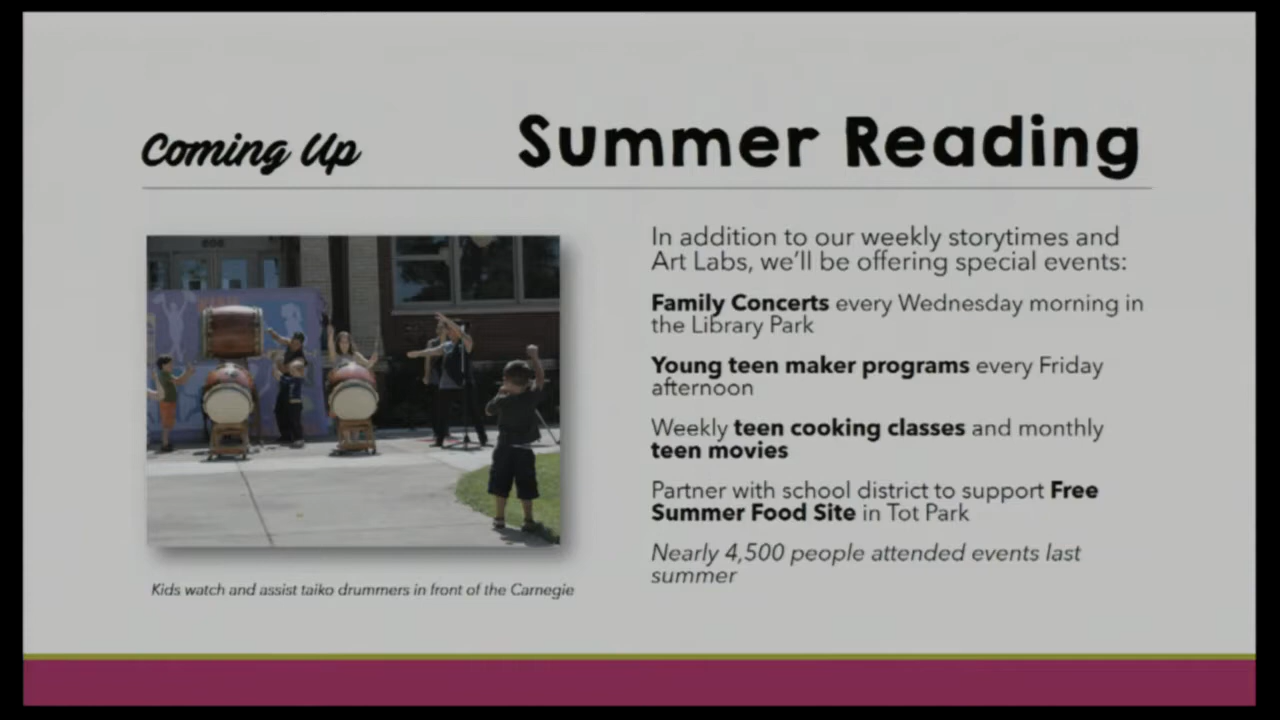 Coming Up
Summer Reading
In addition to our weekly storytimes and
Art Labs, we'll be offering special events:
Family Concerts every Wednesday morning in
the Library Park
Young teen maker programs every Friday
afternoon
Weekly teen cooking classes and monthly
teen movies
Partner with school district to support Free
Summer Food Site in Tot Park
Nearly 4,500 people attended events last
summer
Kids watch and assist taiko drummers in front of the Carnegie